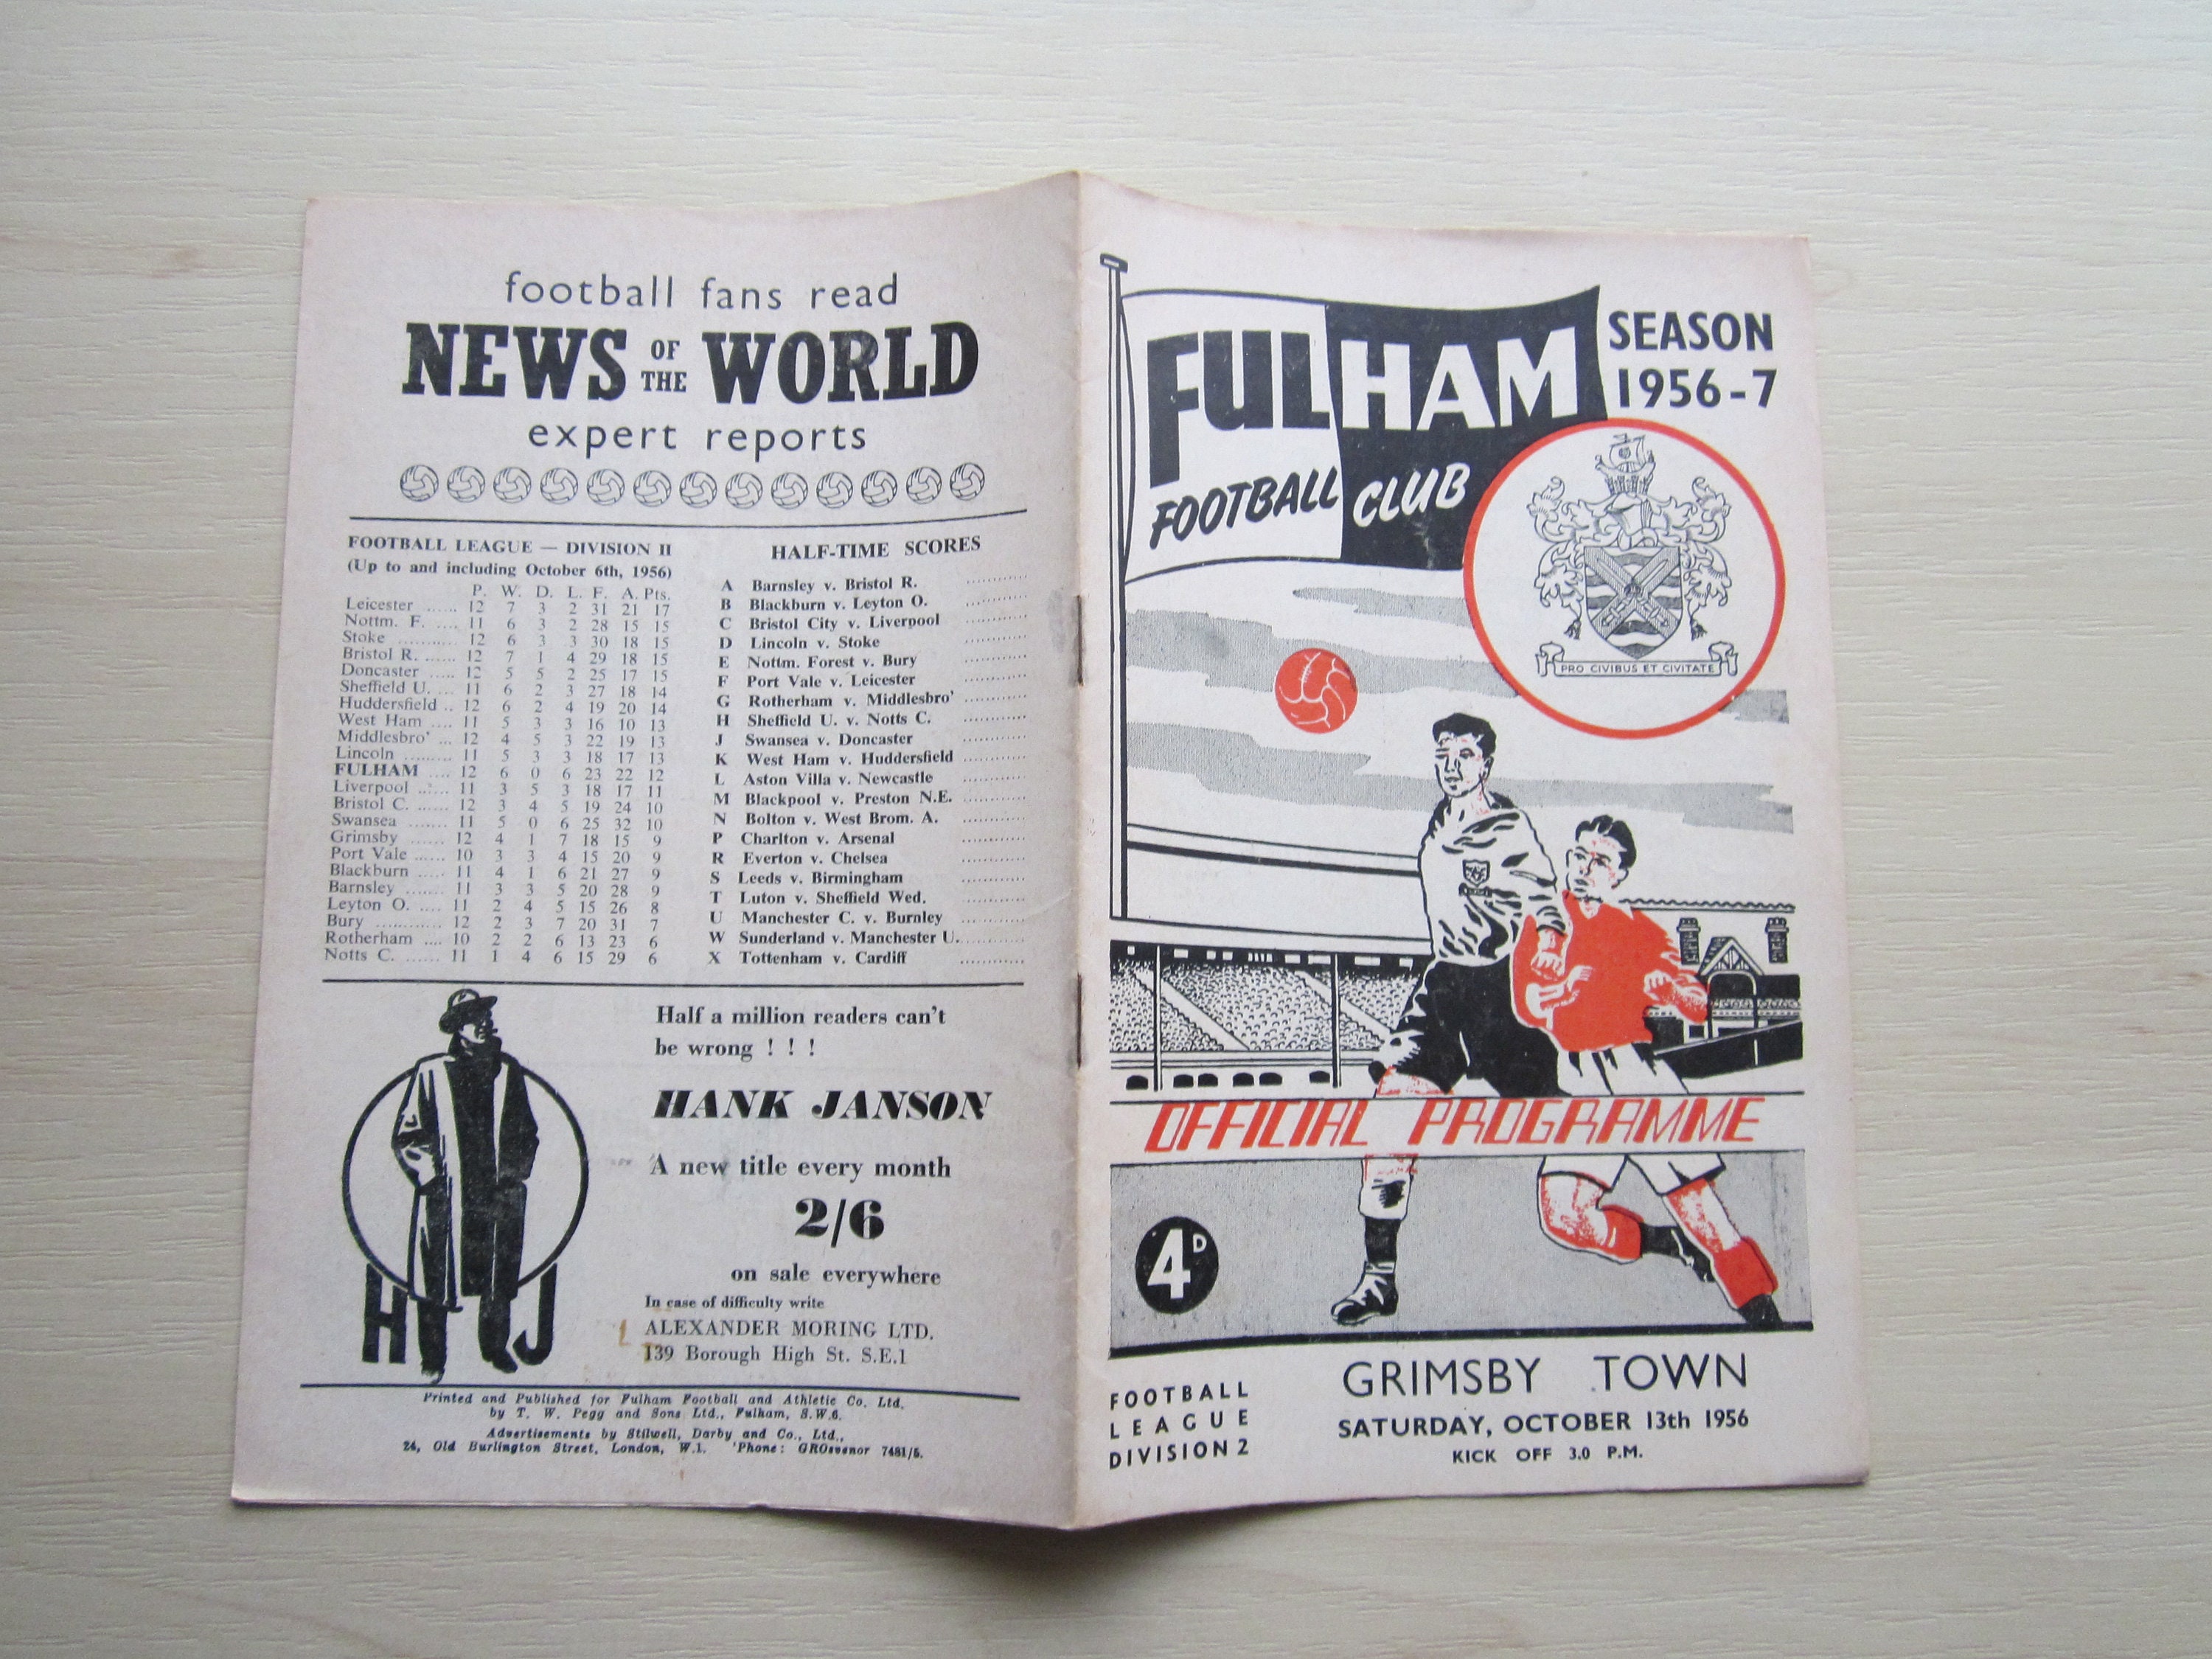 football fans read
NEWS OF THE WORLD
expert reports
FOOTBALL LEAGUE — DIVISION II
(Up to and including October 6th, 1956)
P. W. D. L. F. A. Pts.
Leicester ...... 12 7 3 2 31 21 17
Nottm. F. .... 11 6 3 2 28 15 15
Stoke .......... 12 6 3 3 30 18 15
Bristol R. ...... 12 7 1 4 29 18 15
Doncaster ...... 12 5 5 2 25 17 15
Sheffield U. ... 11 6 2 3 27 18 14
Huddersfield .. 12 6 2 4 19 20 14
West Ham .... 11 5 3 3 16 10 13
Middlesbro' ... 12 4 5 3 22 19 13
Lincoln ......... 11 5 3 3 18 17 13
FULHAM .... 12 6 0 6 23 22 12
Liverpool ...... 11 3 5 3 18 17 11
Bristol C. ...... 12 3 4 5 19 24 10
Swansea ....... 11 5 0 6 25 32 10
Grimsby ...... 12 4 1 7 18 15 9
Port Vale ...... 10 3 3 4 15 20 9
Blackburn ..... 11 4 1 6 21 27 9
Barnsley ....... 11 3 3 5 20 28 9
Leyton O. .... 11 2 4 5 15 26 8
Bury ............ 12 2 3 7 20 31 7
Rotherham .... 10 2 2 6 13 23 6
Notts C. ...... 11 1 4 6 15 29 6
HALF-TIME SCORES
A Barnsley v. Bristol R. ............
B Blackburn v. Leyton O. ............
C Bristol City v. Liverpool ............
D Lincoln v. Stoke ............
E Nottm. Forest v. Bury ............
F Port Vale v. Leicester ............
G Rotherham v. Middlesbro' ............
H Sheffield U. v. Notts C. ............
J Swansea v. Doncaster ............
K West Ham v. Huddersfield ............
L Aston Villa v. Newcastle ............
M Blackpool v. Preston N.E. ............
N Bolton v. West Brom. A. ............
P Charlton v. Arsenal ............
R Everton v. Chelsea ............
S Leeds v. Birmingham ............
T Luton v. Sheffield Wed. ............
U Manchester C. v. Burnley ............
W Sunderland v. Manchester U. ............
X Tottenham v. Cardiff ............
HJ
Half a million readers can't
be wrong ! ! !
HANK JANSON
A new title every month
2/6
on sale everywhere
In case of difficulty write
ALEXANDER MORING LTD.
139 Borough High St. S.E.1
Printed and Published for Fulham Football and Athletic Co. Ltd.
by T. W. Pegg and Sons Ltd., Fulham, S.W.6.
Advertisements by Stilwell, Darby and Co., Ltd.,
24, Old Burlington Street, London, W.1. 'Phone: GROsvenor 7481/5.
FULHAM
FOOTBALL CLUB
SEASON
1956-7
PRO CIVIBUS ET CIVITATE
OFFICIAL PROGRAMME
4D
FOOTBALL
LEAGUE
DIVISION 2
GRIMSBY TOWN
SATURDAY, OCTOBER 13th 1956
KICK OFF 3.0 P.M.